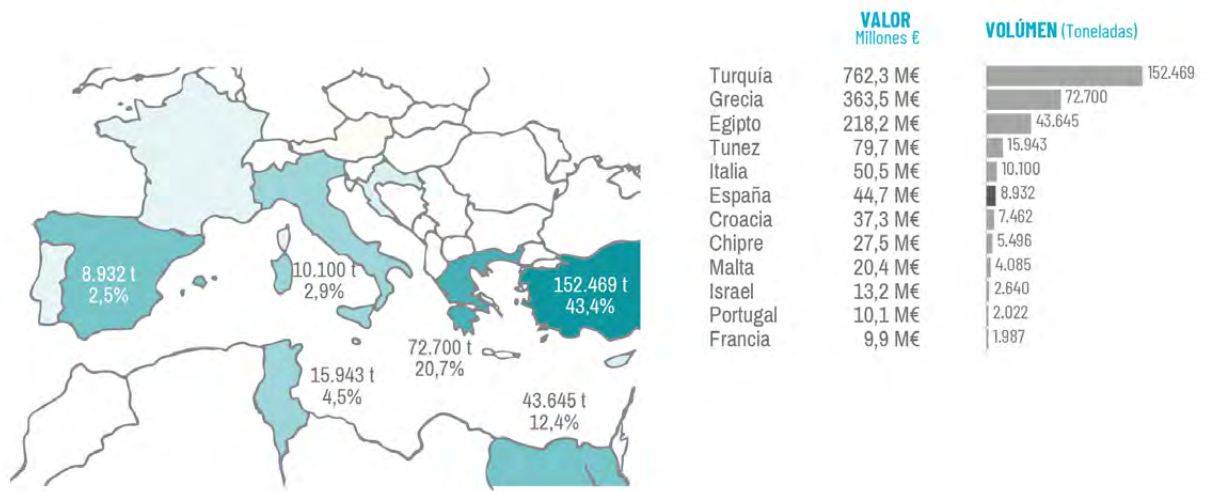 8.932 t
2,5%
10.100 t
2,9%
152.469 t
43,4%
72.700 t
20,7%
15.943 t
4,5%
43.645 t
12,4%
VALOR
Millones €
VOLÚMEN (Toneladas)
Turquía 762,3 M€ 152.469
Grecia 363,5 M€ 72.700
Egipto 218,2 M€ 43.645
Tunez 79,7 M€ 15.943
Italia 50,5 M€ 10.100
España 44,7 M€ 8.932
Croacia 37,3 M€ 7.462
Chipre 27,5 M€ 5.496
Malta 20,4 M€ 4.085
Israel 13,2 M€ 2.640
Portugal 10,1 M€ 2.022
Francia 9,9 M€ 1.987